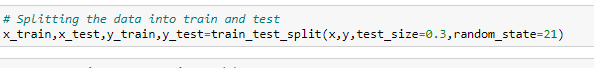 # Splitting the data into train and test
x_train,x_test,y_train,y_test=train_test_split(x,y,test_size=0.3,random_state=21)